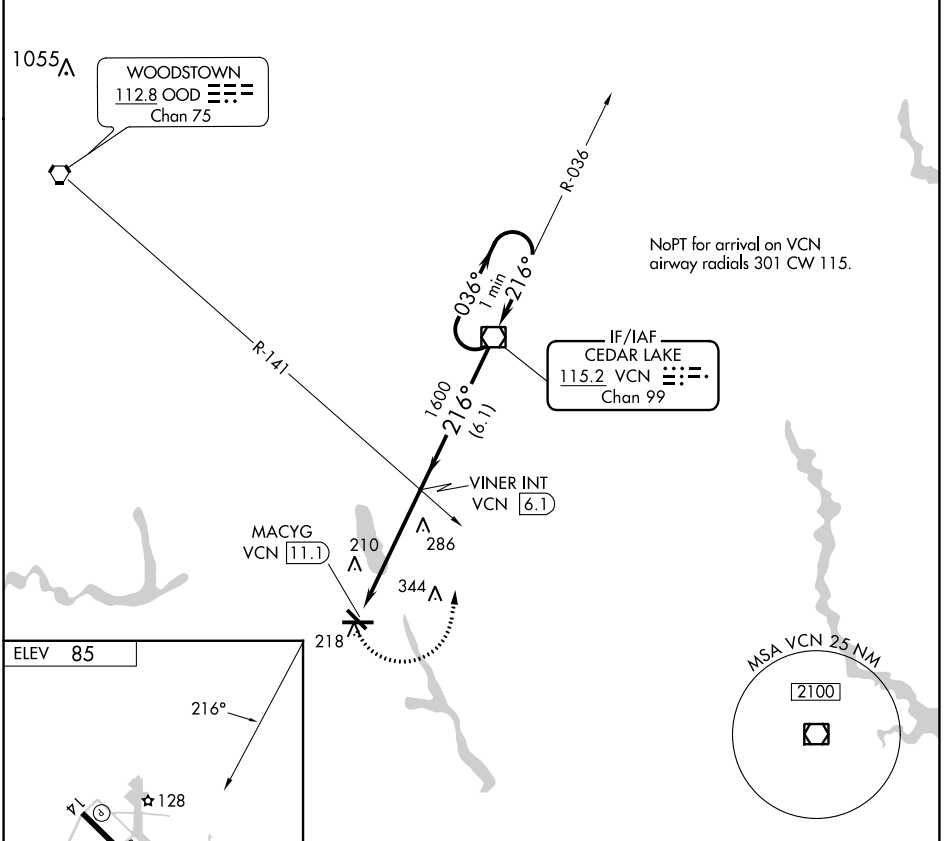 1055
WOODSTOWN
112.8 OOD
Chan 75
R-036
NoPT for arrival on VCN
airway radials 301 CW 115.
036°
1 min
216°
IF/IAF
CEDAR LAKE
115.2 VCN
Chan 99
R-141
1600
216°
(6.1)
VINER INT
VCN 6.1
MACYG
VCN 11.1
210
286
344
218
ELEV 85
216°
MSA VCN 25 NM
2100
14
P
128